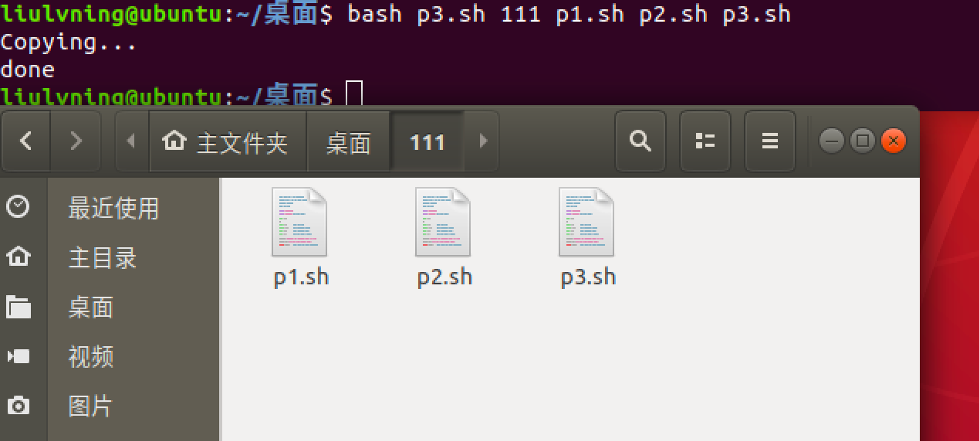 liulvning@ubuntu:~/桌面$ bash p3.sh 111 p1.sh p2.sh p3.sh
Copying...
done
liulvning@ubuntu:~/桌面$
主文件夹 桌面 111
最近使用
主目录
桌面
视频
图片
p1.sh p2.sh p3.sh